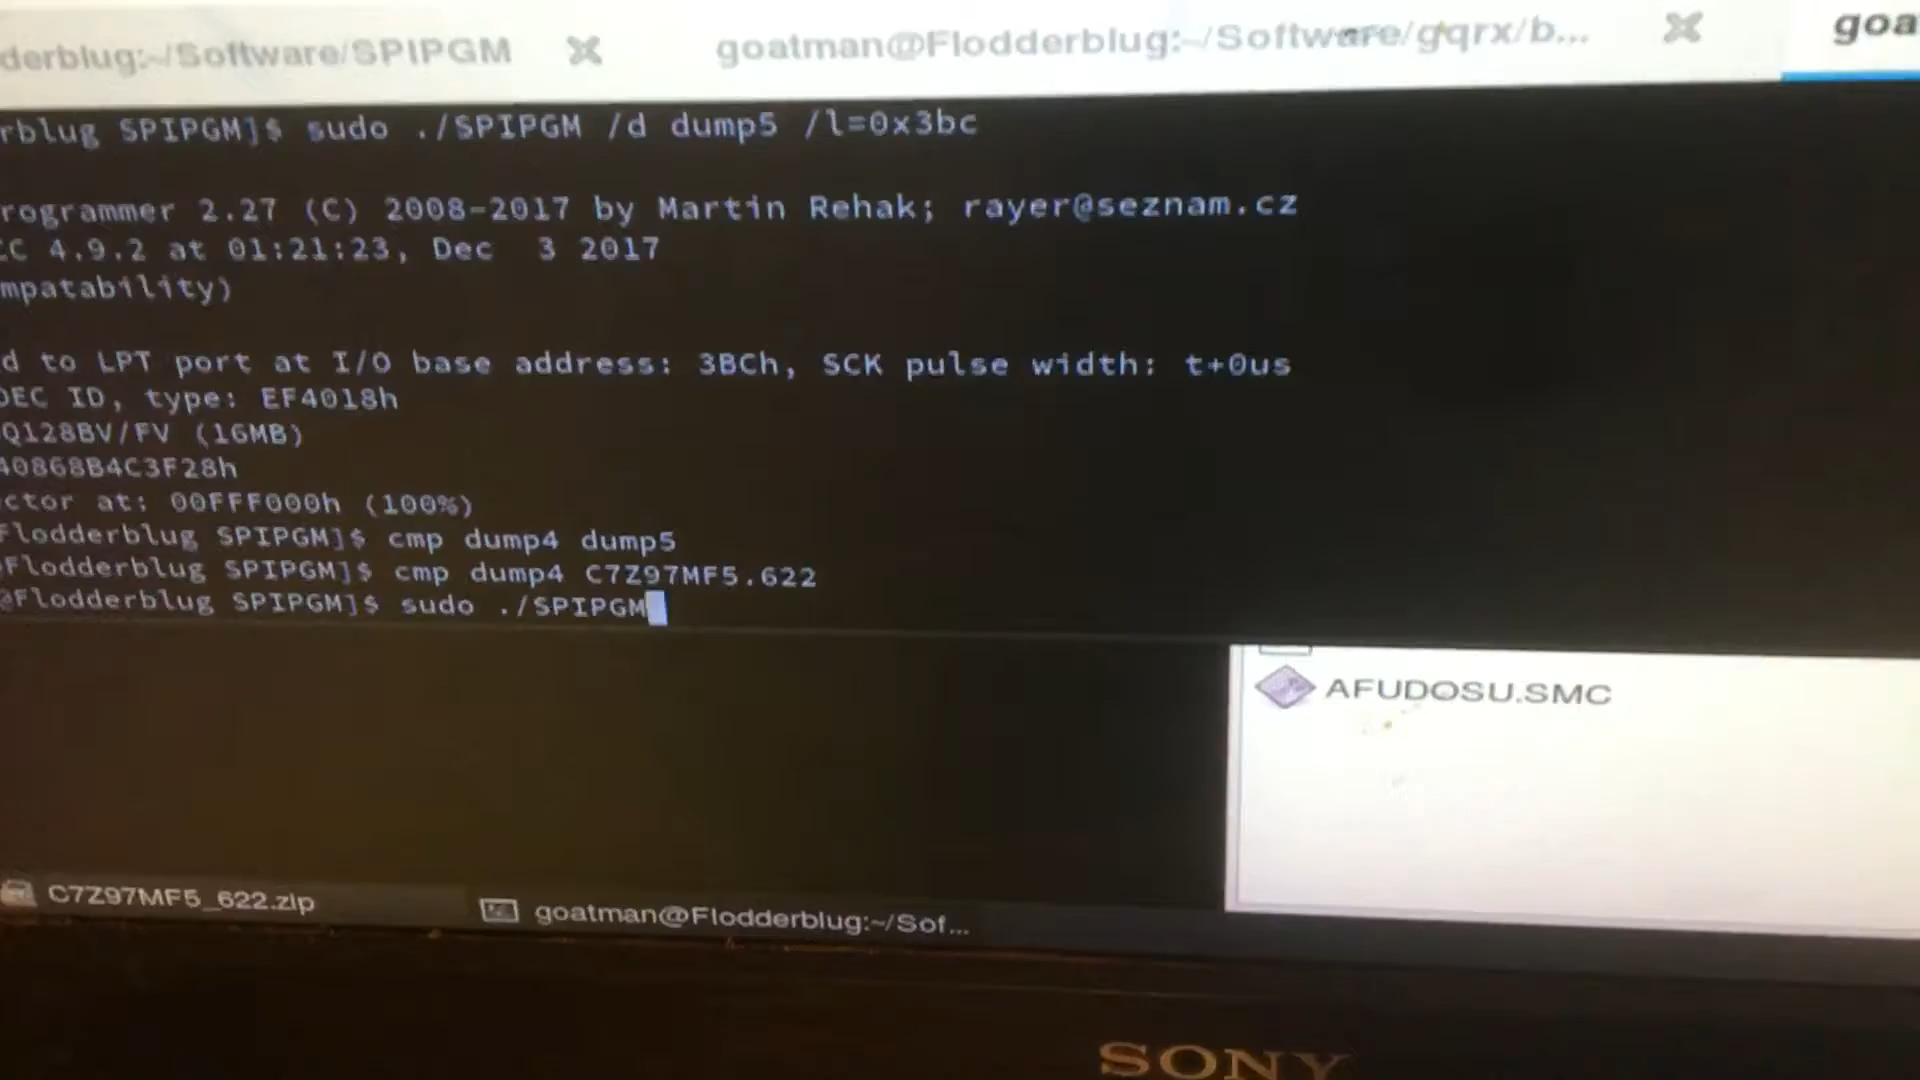 derblug:~/Software/SPIPGM
goatman@Flodderblug:~/Software/gqrx/b...
goa
rblug SPIPGM]$ sudo ./SPIPGM /d dump5 /l=0x3bc
rogrammer 2.27 (C) 2008-2017 by Martin Rehak; rayer@seznam.cz
CC 4.9.2 at 01:21:23, Dec  3 2017
mpatability)
d to LPT port at I/O base address: 3BCh, SCK pulse width: t+0us
DEC ID, type: EF4018h
Q128BV/FV (16MB)
40868B4C3F28h
ctor at: 00FFF000h (100%)
Flodderblug SPIPGM]$ cmp dump4 dump5
@Flodderblug SPIPGM]$ cmp dump4 C7Z97MF5.622
@Flodderblug SPIPGM]$ sudo ./SPIPGM
AFUDOSU.SMC
C7Z97MF5_622.zip
goatman@Flodderblug:~/Sof...
SONY